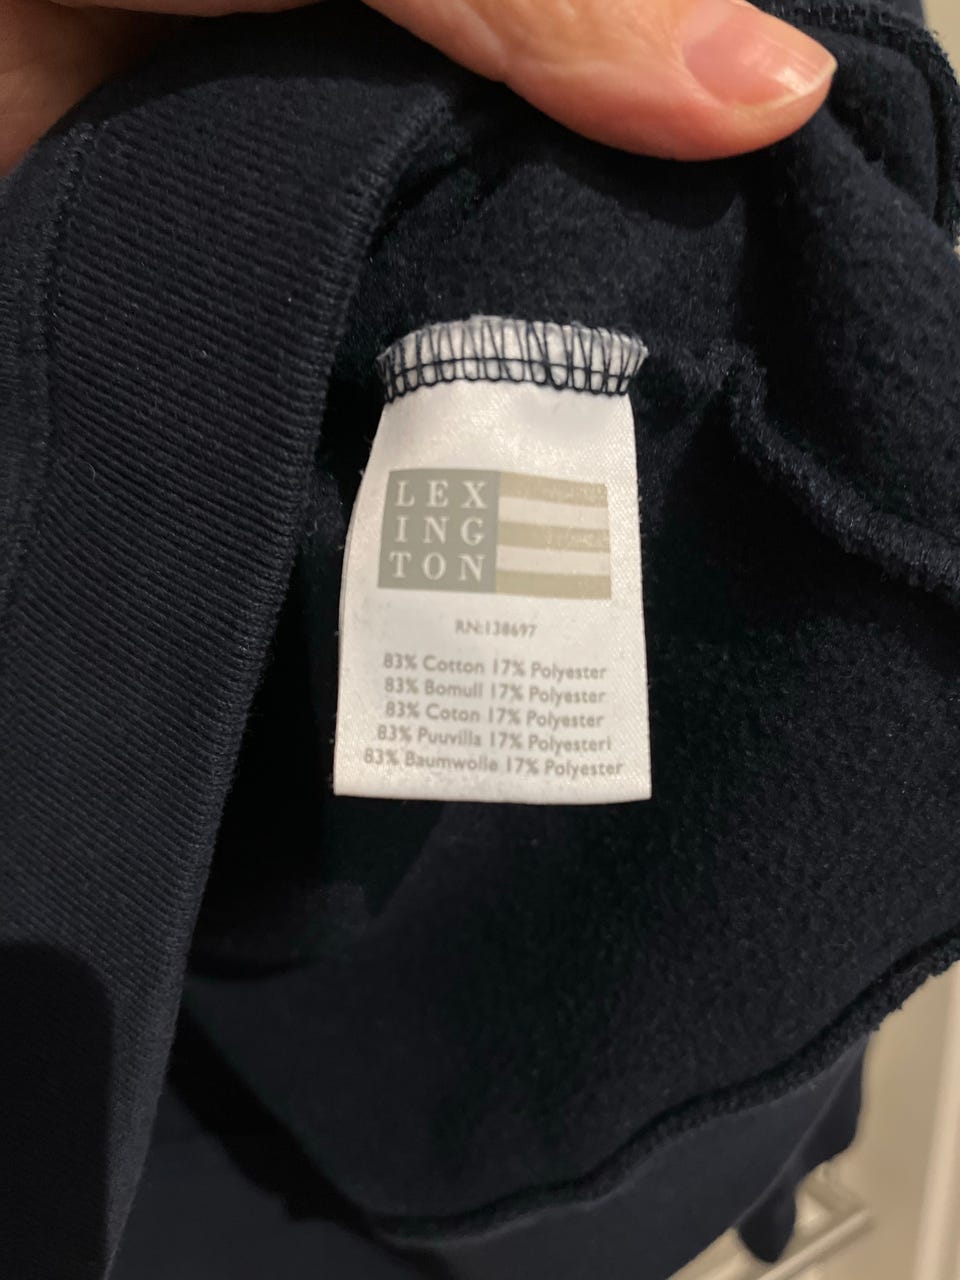 LEX
ING
TON
RN:138697
83% Cotton 17% Polyester
83% Bomull 17% Polyester
83% Coton 17% Polyester
83% Puuvilla 17% Polyesteri
83% Baumwolle 17% Polyester